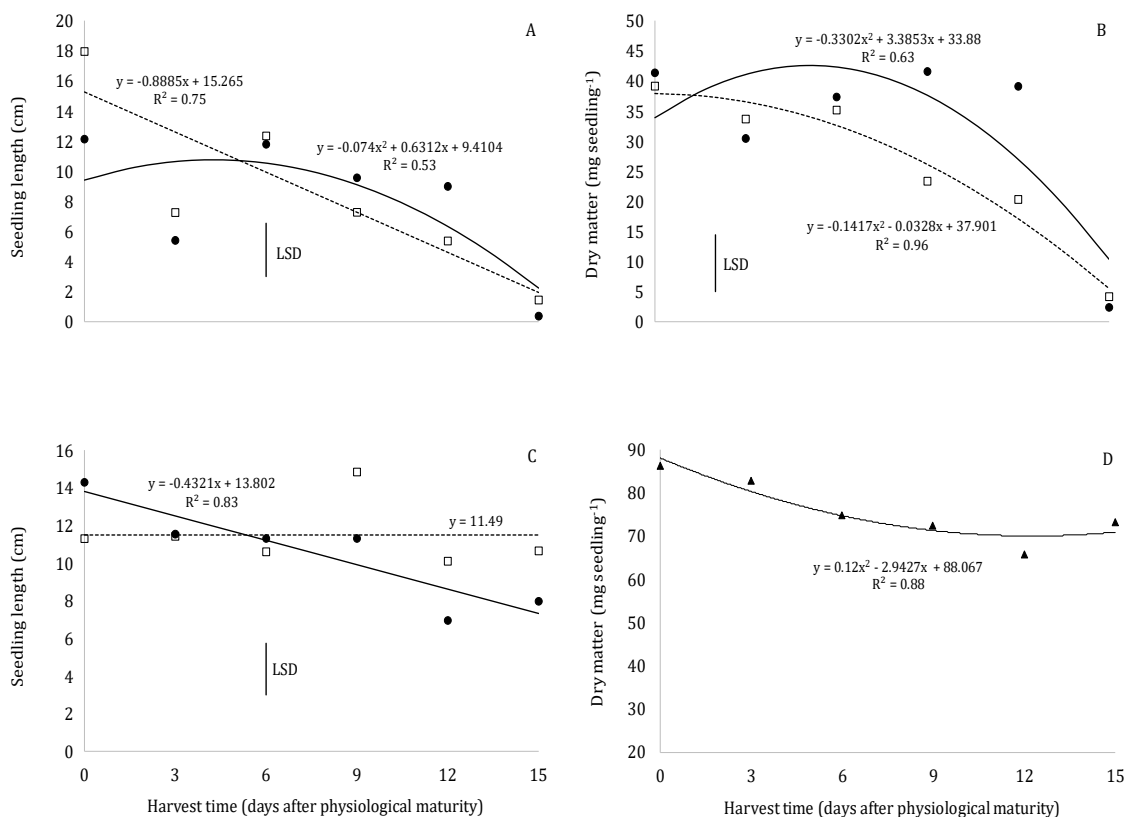 A
Seedling length (cm)
20
18
16
14
12
10
8
6
4
2
0
y = -0.8885x + 15.265
R² = 0.75
y = -0.074x² + 0.6312x + 9.4104
R² = 0.53
LSD
B
Dry matter (mg seedling⁻¹)
50
45
40
35
30
25
20
15
10
5
0
y = -0.3302x² + 3.3853x + 33.88
R² = 0.63
y = -0.1417x² - 0.0328x + 37.901
R² = 0.96
LSD
C
Seedling length (cm)
16
14
12
10
8
6
4
2
0
y = -0.4321x + 13.802
R² = 0.83
y = 11.49
LSD
0 3 6 9 12 15
Harvest time (days after physiological maturity)
D
Dry matter (mg seedling⁻¹)
90
80
70
60
50
40
30
20
y = 0.12x² - 2.9427x + 88.067
R² = 0.88
0 3 6 9 12 15
Harvest time (days after physiological maturity)